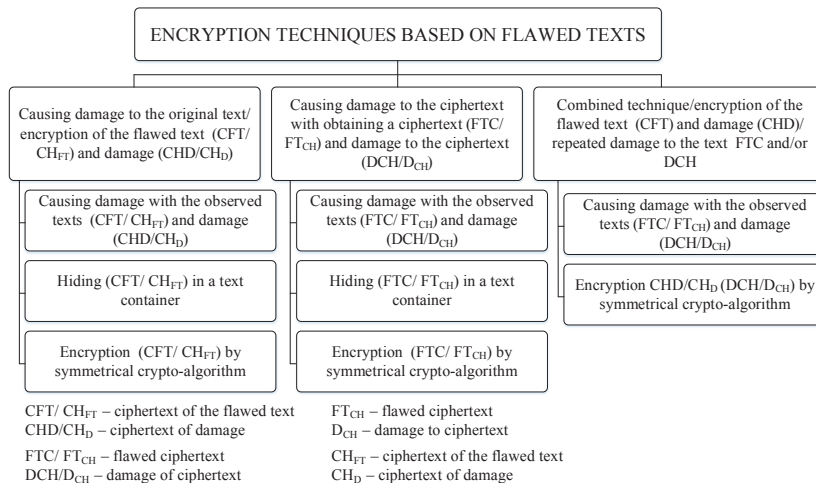 ENCRYPTION TECHNIQUES BASED ON FLAWED TEXTS
Causing damage to the original text/
encryption of the flawed text (CFT/
CH_FT) and damage (CHD/CH_D)
Causing damage with the observed
texts (CFT/ CH_FT) and damage
(CHD/CH_D)
Hiding (CFT/ CH_FT) in a text
container
Encryption (CFT/ CH_FT) by
symmetrical crypto-algorithm
Causing damage to the ciphertext
with obtaining a ciphertext (FTC/
FT_CH) and damage to the ciphertext
(DCH/D_CH)
Causing damage with the observed
texts (FTC/ FT_CH) and damage
(DCH/D_CH)
Hiding (FTC/ FT_CH) in a text
container
Encryption (FTC/ FT_CH) by
symmetrical crypto-algorithm
Combined technique/encryption of the
flawed text (CFT) and damage (CHD)/
repeated damage to the text FTC and/or
DCH
Causing damage with the observed
texts (FTC/ FT_CH) and damage
(DCH/D_CH)
Encryption CHD/CH_D (DCH/D_CH) by
symmetrical crypto-algorithm
CFT/ CH_FT – ciphertext of the flawed text
CHD/CH_D – ciphertext of damage
FTC/ FT_CH – flawed ciphertext
DCH/D_CH – damage of ciphertext
FT_CH – flawed ciphertext
D_CH – damage to ciphertext
CH_FT – ciphertext of the flawed text
CH_D – ciphertext of damage